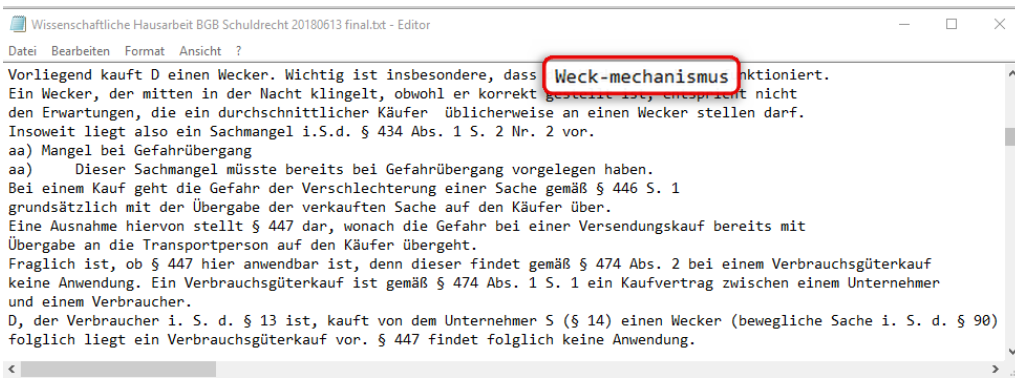 Wissenschaftliche Hausarbeit BGB Schuldrecht 20180613 final.txt - Editor
Datei Bearbeiten Format Ansicht ?
Vorliegend kauft D einen Wecker. Wichtig ist insbesondere, dass Weck-mechanismus nktioniert.
Ein Wecker, der mitten in der Nacht klingelt, obwohl er korrekt gestellt ist, entspricht nicht
den Erwartungen, die ein durchschnittlicher Käufer üblicherweise an einen Wecker stellen darf.
Insoweit liegt also ein Sachmangel i.S.d. § 434 Abs. 1 S. 2 Nr. 2 vor.
aa) Mangel bei Gefahrübergang
aa) Dieser Sachmangel müsste bereits bei Gefahrübergang vorgelegen haben.
Bei einem Kauf geht die Gefahr der Verschlechterung einer Sache gemäß § 446 S. 1
grundsätzlich mit der Übergabe der verkauften Sache auf den Käufer über.
Eine Ausnahme hiervon stellt § 447 dar, wonach die Gefahr bei einer Versendungskauf bereits mit
Übergabe an die Transportperson auf den Käufer übergeht.
Fraglich ist, ob § 447 hier anwendbar ist, denn dieser findet gemäß § 474 Abs. 2 bei einem Verbrauchsgüterkauf
keine Anwendung. Ein Verbrauchsgüterkauf ist gemäß § 474 Abs. 1 S. 1 ein Kaufvertrag zwischen einem Unternehmer
und einem Verbraucher.
D, der Verbraucher i. S. d. § 13 ist, kauft von dem Unternehmer S (§ 14) einen Wecker (bewegliche Sache i. S. d. § 90)
folglich liegt ein Verbrauchsgüterkauf vor. § 447 findet folglich keine Anwendung.